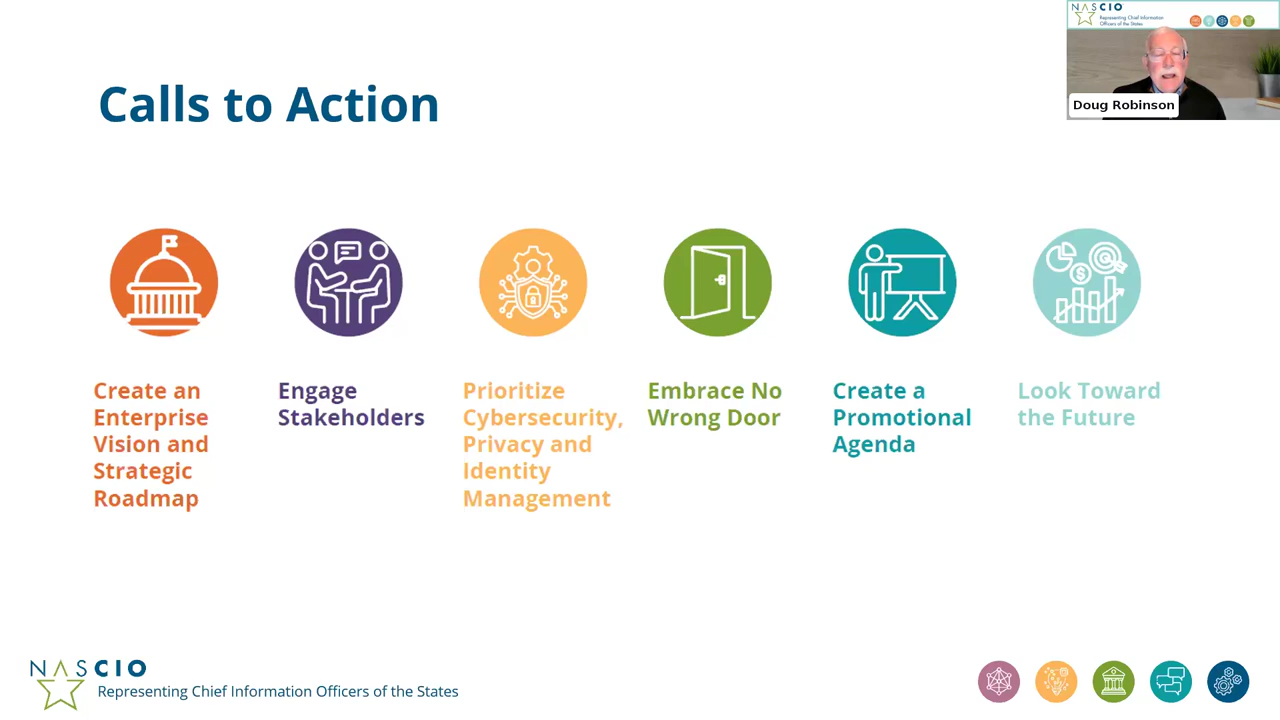 NASCIO
Representing Chief Information
Officers of the States
Doug Robinson
Calls to Action
$
Create an
Enterprise
Vision and
Strategic
Roadmap
Engage
Stakeholders
Prioritize
Cybersecurity,
Privacy and
Identity
Management
Embrace No
Wrong Door
Create a
Promotional
Agenda
Look Toward
the Future
NASCIO
Representing Chief Information Officers of the States